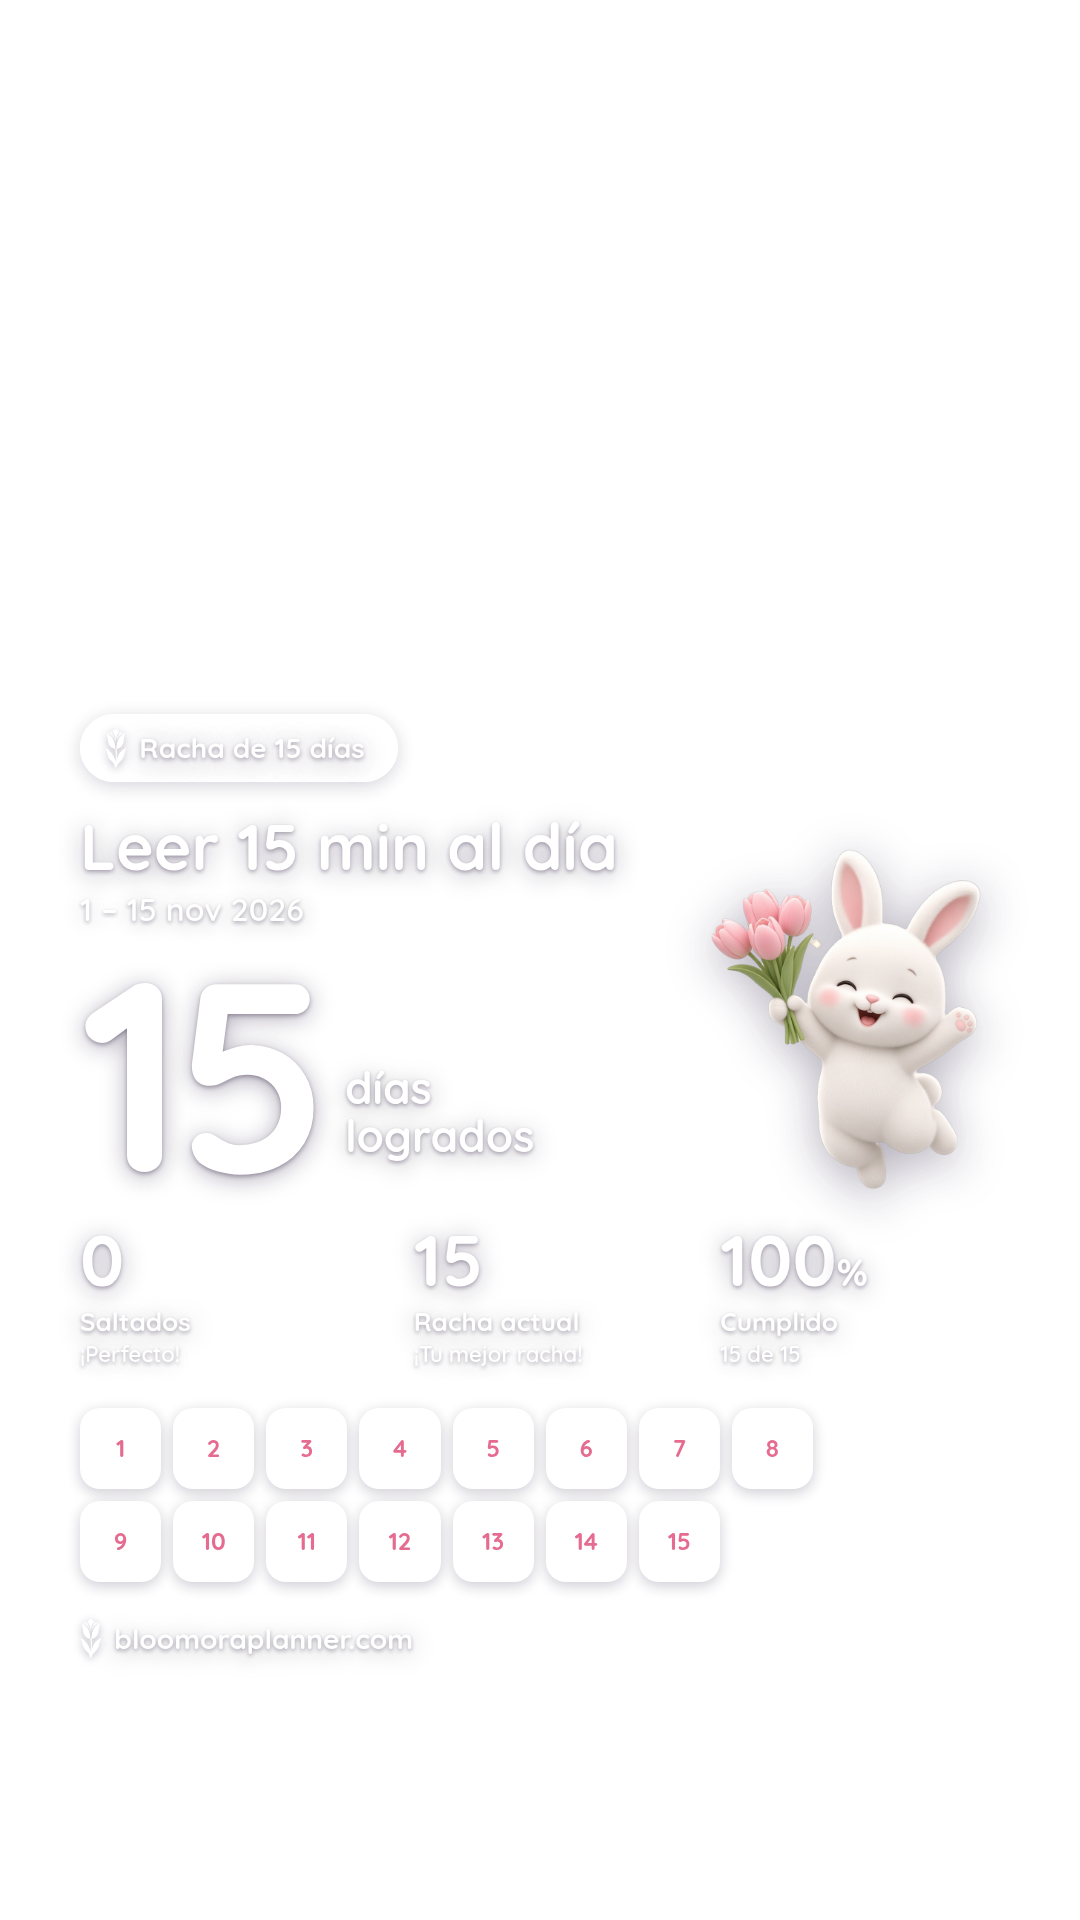 Racha de 15 días
Leer 15 min al día
1 – 15 nov 2026
15 días
logrados
0
Saltados
¡Perfecto!
15
Racha actual
¡Tu mejor racha!
100%
Cumplido
15 de 15
1 2 3 4 5 6 7 8
9 10 11 12 13 14 15
bloomoraplanner.com